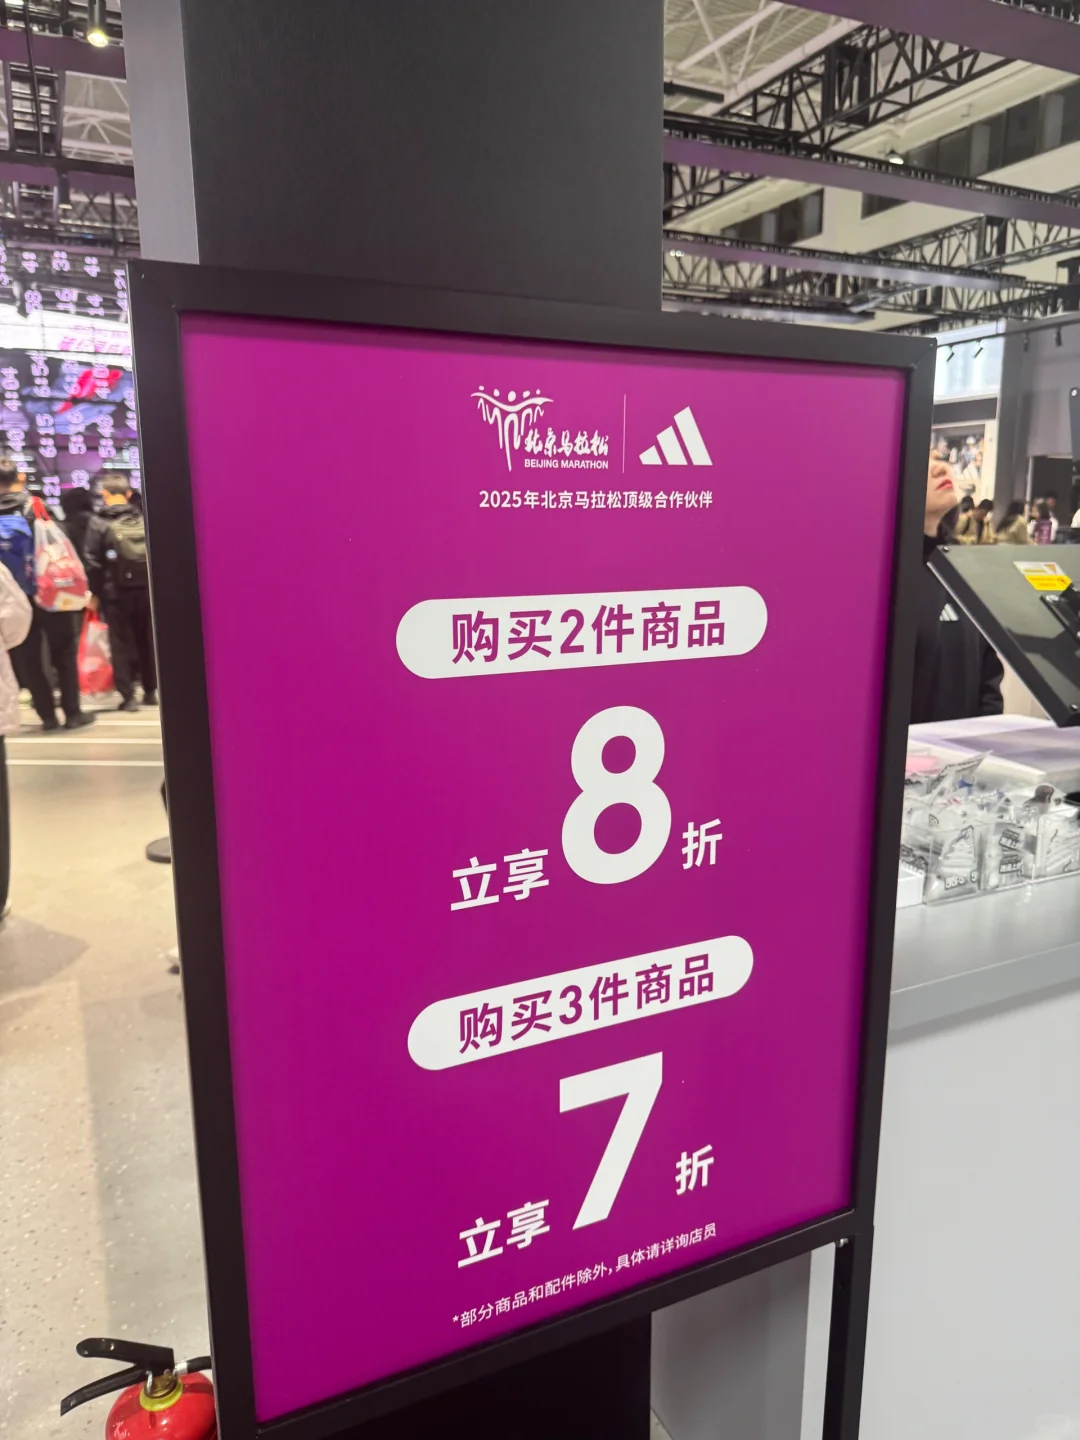 北京马拉松
BEIJING MARATHON
2025年北京马拉松顶级合作伙伴
购买2件商品
立享8折
购买3件商品
立享7折
*部分商品和配件除外，具体请详询店员